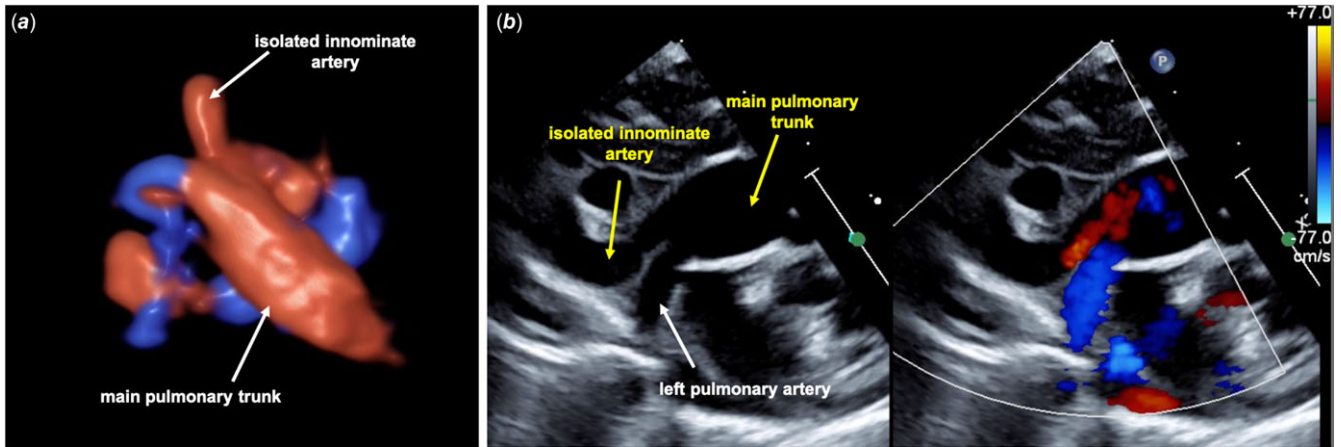 (a)
isolated innominate
artery
main pulmonary trunk
(b)
isolated innominate
artery
main pulmonary
trunk
left pulmonary artery
P
+77.0
-77.0
cm/s